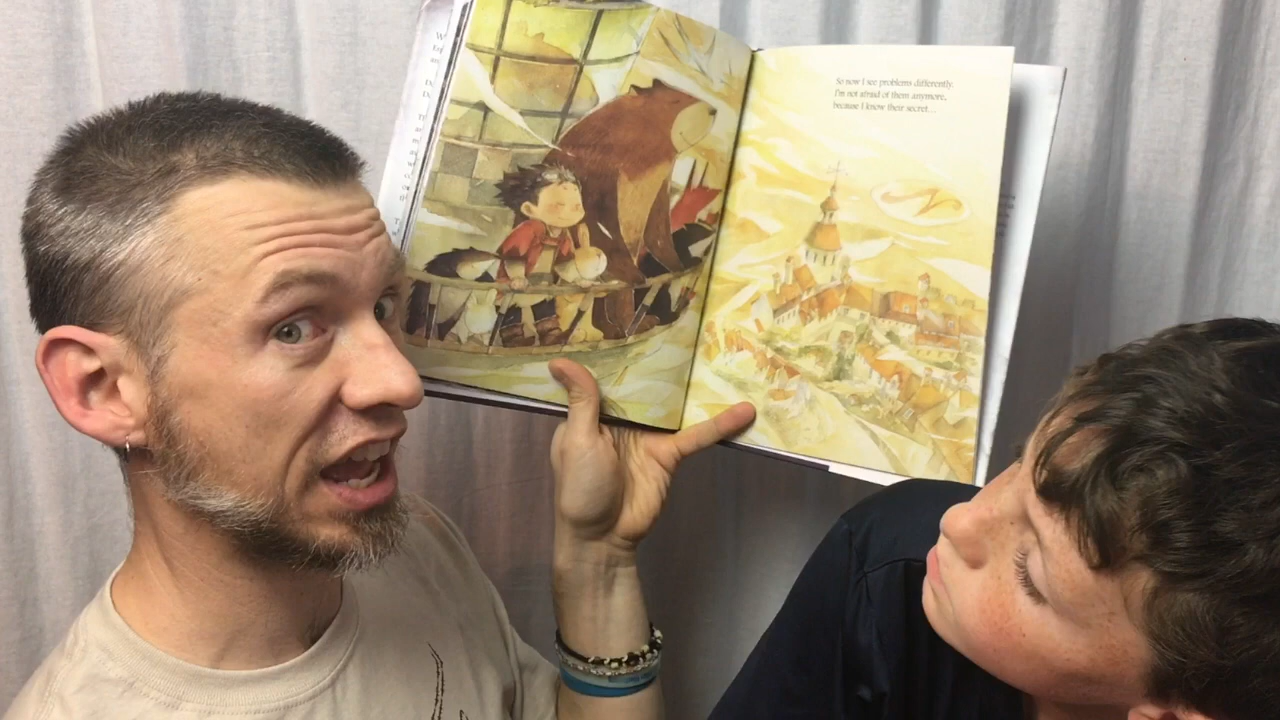 So now I see problems differently.
I'm not afraid of them anymore,
because I know their secret...